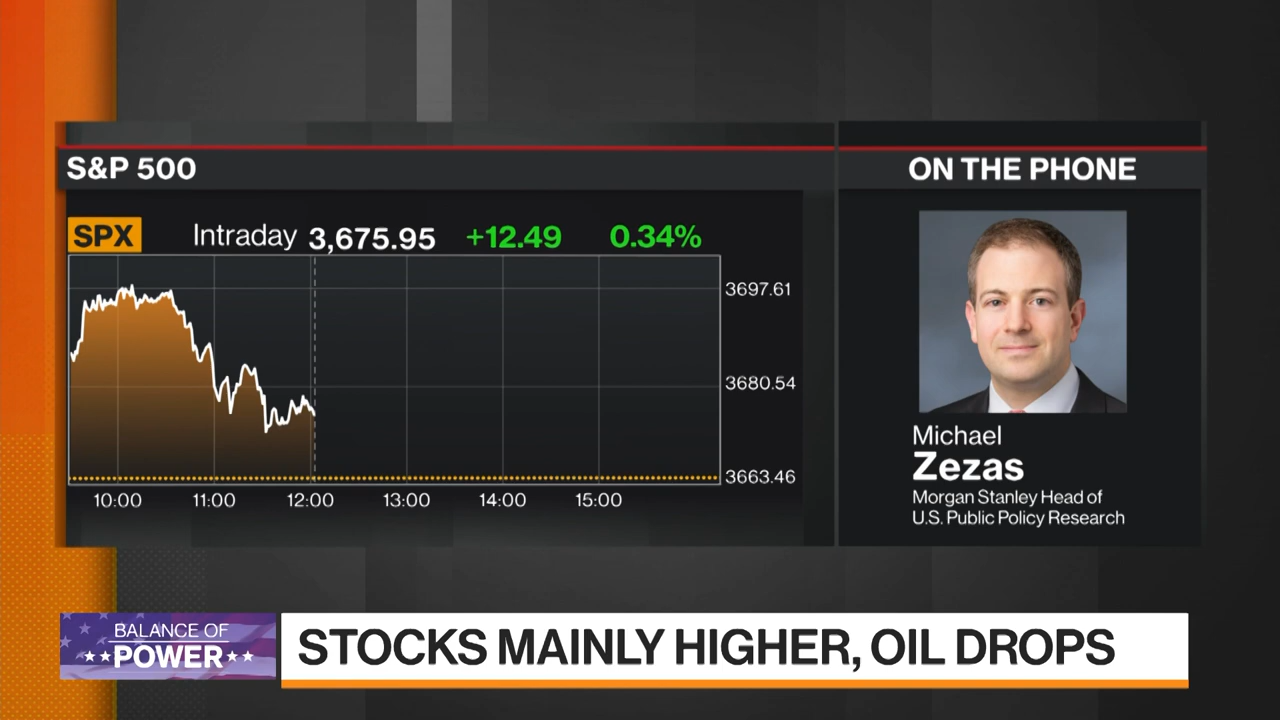 S&P 500
ON THE PHONE
SPX Intraday 3,675.95 +12.49 0.34%
3697.61
3680.54
3663.46
10:00 11:00 12:00 13:00 14:00 15:00
Michael
Zezas
Morgan Stanley Head of
U.S. Public Policy Research
BALANCE OF
POWER
STOCKS MAINLY HIGHER, OIL DROPS